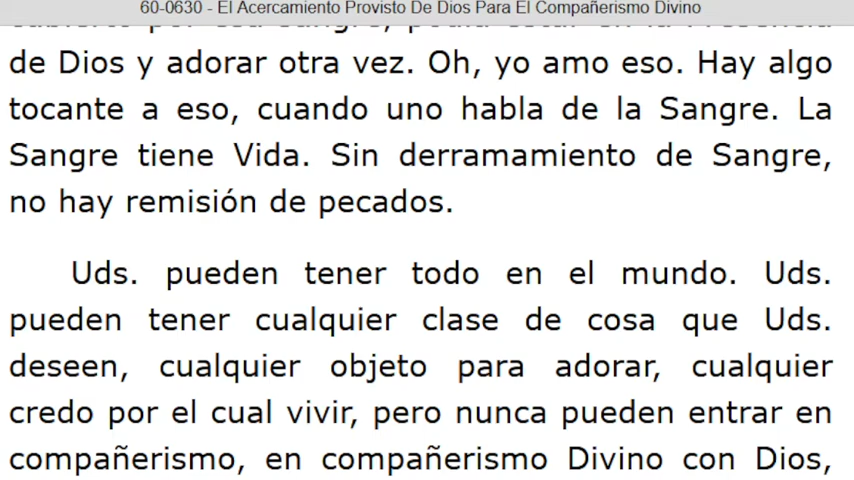 60-0630 - El Acercamiento Provisto De Dios Para El Compañerismo Divino
de Dios y adorar otra vez. Oh, yo amo eso. Hay algo
tocante a eso, cuando uno habla de la Sangre. La
Sangre tiene Vida. Sin derramamiento de Sangre,
no hay remisión de pecados.
Uds. pueden tener todo en el mundo. Uds.
pueden tener cualquier clase de cosa que Uds.
deseen, cualquier objeto para adorar, cualquier
credo por el cual vivir, pero nunca pueden entrar en
compañerismo, en compañerismo Divino con Dios,